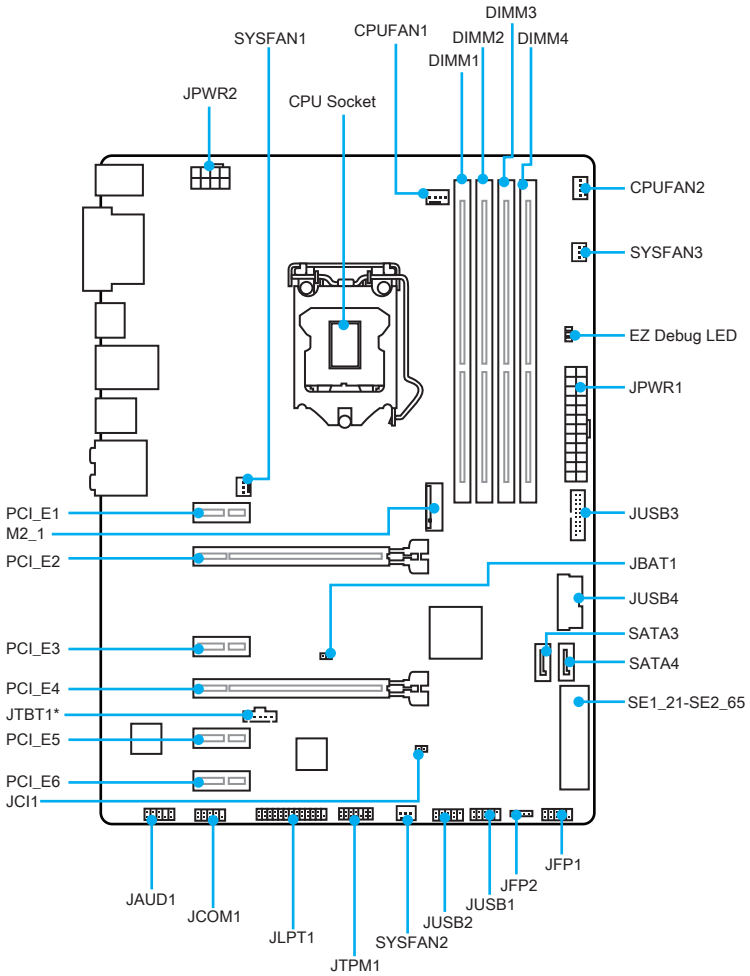 DIMM3
CPUFAN1
DIMM2
SYSFAN1
DIMM4
DIMM1
JPWR2
CPU Socket
CPUFAN2
SYSFAN3
EZ Debug LED
JPWR1
PCI_E1
JUSB3
M2_1
PCI_E2
JBAT1
JUSB4
SATA3
PCI_E3
SATA4
PCI_E4
SE1_21-SE2_65
JTBT1*
PCI_E5
PCI_E6
JCI1
JFP1
JFP2
JAUD1
JUSB1
JCOM1
JUSB2
JLPT1
SYSFAN2
JTPM1